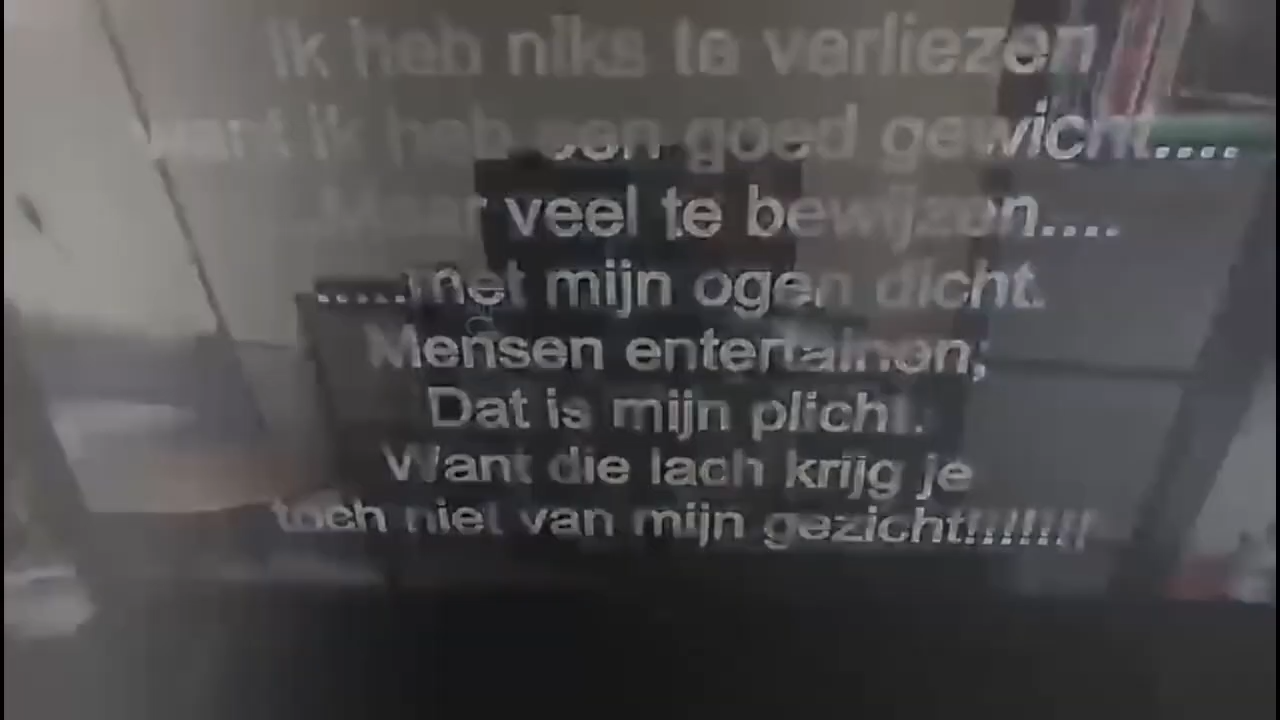 Ik heb niks te verliezen
want ik heb een goed gewicht....
...Maar veel te bewijzen....
.....met mijn ogen dicht.
Mensen entertainen,
Dat is mijn plicht.
Want die lach krijg je
toch niet van mijn gezicht!!!!!!!